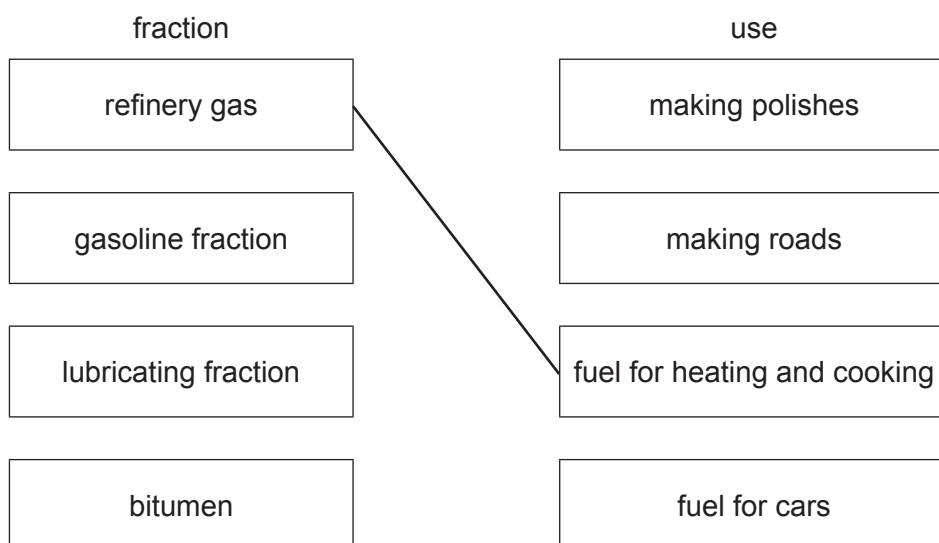 fraction use
refinery gas making polishes
gasoline fraction making roads
lubricating fraction fuel for heating and cooking
bitumen fuel for cars